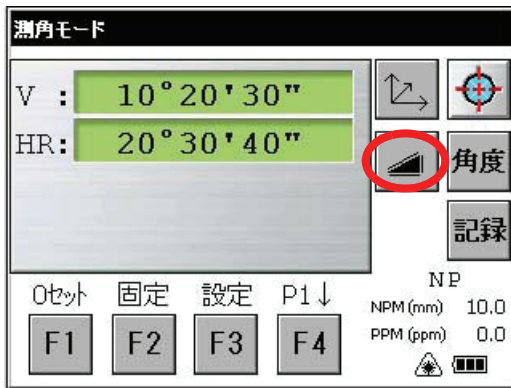 測角モード
V : 10°20'30"
HR: 20°30'40"
角度
記録
0セット 固定 設定 P1↓
F1 F2 F3 F4
NP
NPM (mm) 10.0
PPM (ppm) 0.0